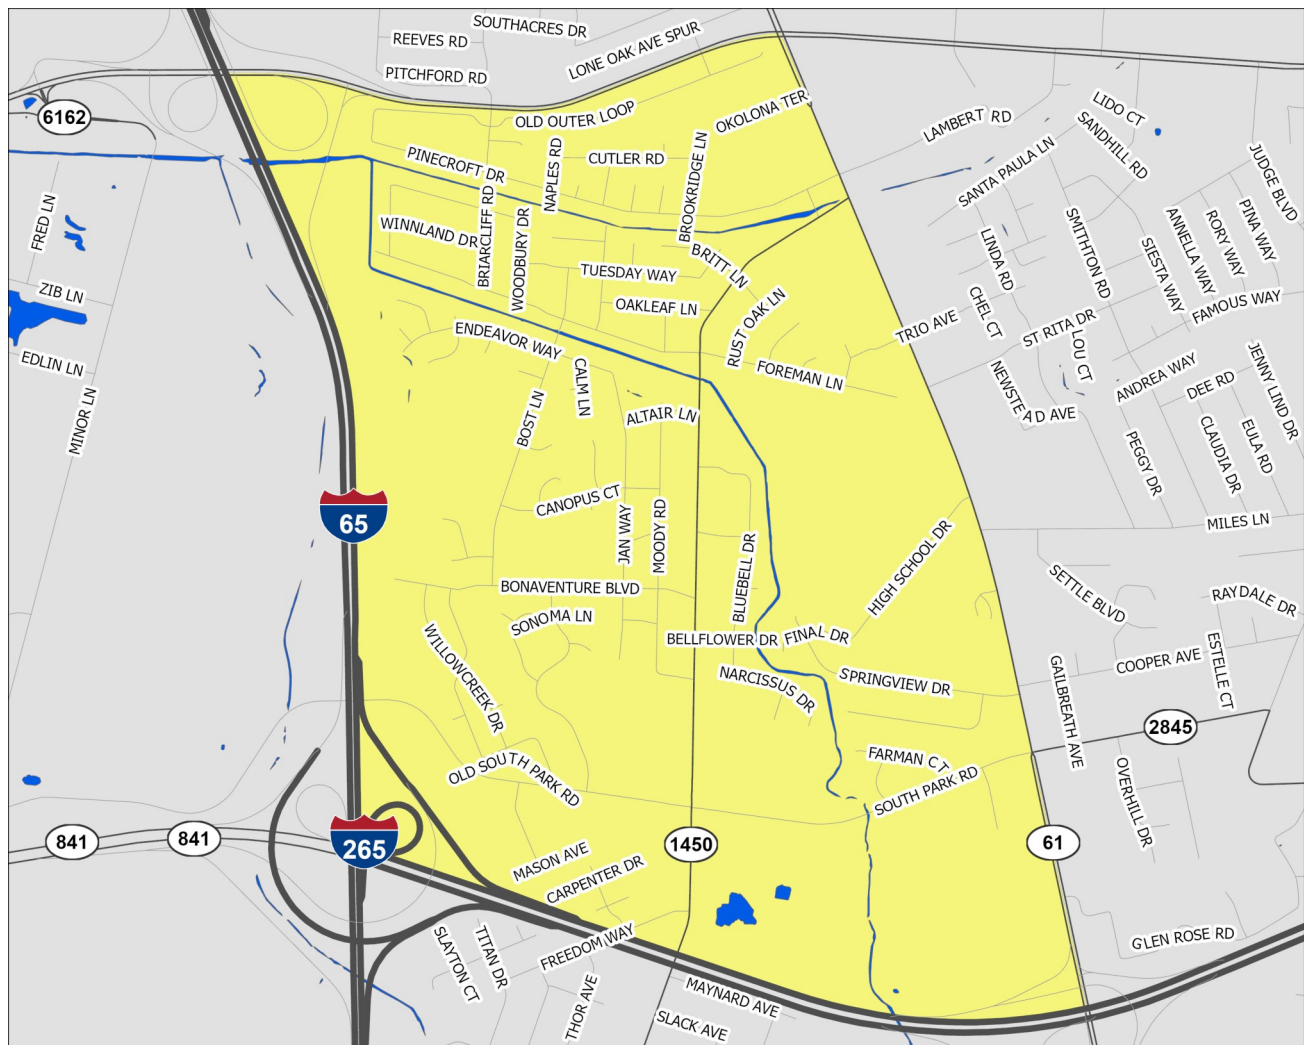 SOUTHACRES DR
REEVES RD
LONE OAK AVE SPUR
PITCHFORD RD
6162
OLD OUTER LOOP
OKOLONA TER
LAMBERT RD
LIDO CT
SANDHILL RD
CUTLER RD
PINECROFT DR
NAPLES RD
BROOKRIDGE LN
SANTA PAULA LN
JUDGE BLVD
FRED LN
WINNLAND DR
BRIARCLIFF RD
WOODBURY DR
BRITT LN
LINDA RD
SMITHTON RD
SIESTA WAY
ANNELLA WAY
RORY WAY
PINA WAY
TUESDAY WAY
ZIB LN
OAKLEAF LN
RUST OAK LN
CHEL CT
FAMOUS WAY
TRIO AVE
ST RITA DR
LOU CT
ENDEAVOR WAY
EDLIN LN
CALM LN
FOREMAN LN
NEWSTEAD AVE
ANDREA WAY
DEE RD
JENNY LIND DR
MINOR LN
BOST LN
ALTAIR LN
PEGGY DR
CLAUDIA DR
EULA RD
CANOPUS CT
65
JAN WAY
MOODY RD
MILES LN
BLUEBELL DR
HIGH SCHOOL DR
SETTLE BLVD
RAYDALE DR
BONAVENTURE BLVD
SONOMA LN
WILLOWCREEK DR
BELLFLOWER DR
FINAL DR
COOPER AVE
ESTELLE CT
NARCISSUS DR
SPRINGVIEW DR
GAILBREATH AVE
2845
OLD SOUTH PARK RD
FARMAN CT
SOUTH PARK RD
OVERHILL DR
841
841
265
1450
61
MASON AVE
CARPENTER DR
SLAYTON CT
TITAN DR
FREEDOM WAY
GLEN ROSE RD
THOR AVE
MAYNARD AVE
SLACK AVE